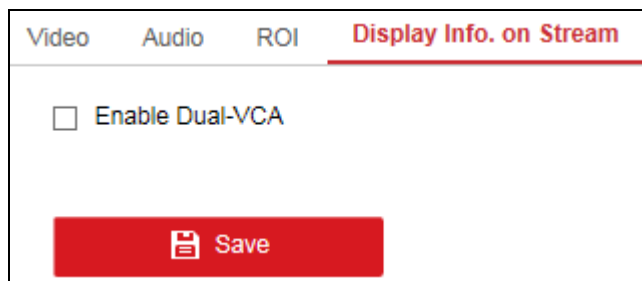 Video Audio ROI Display Info. on Stream
Enable Dual-VCA
Save